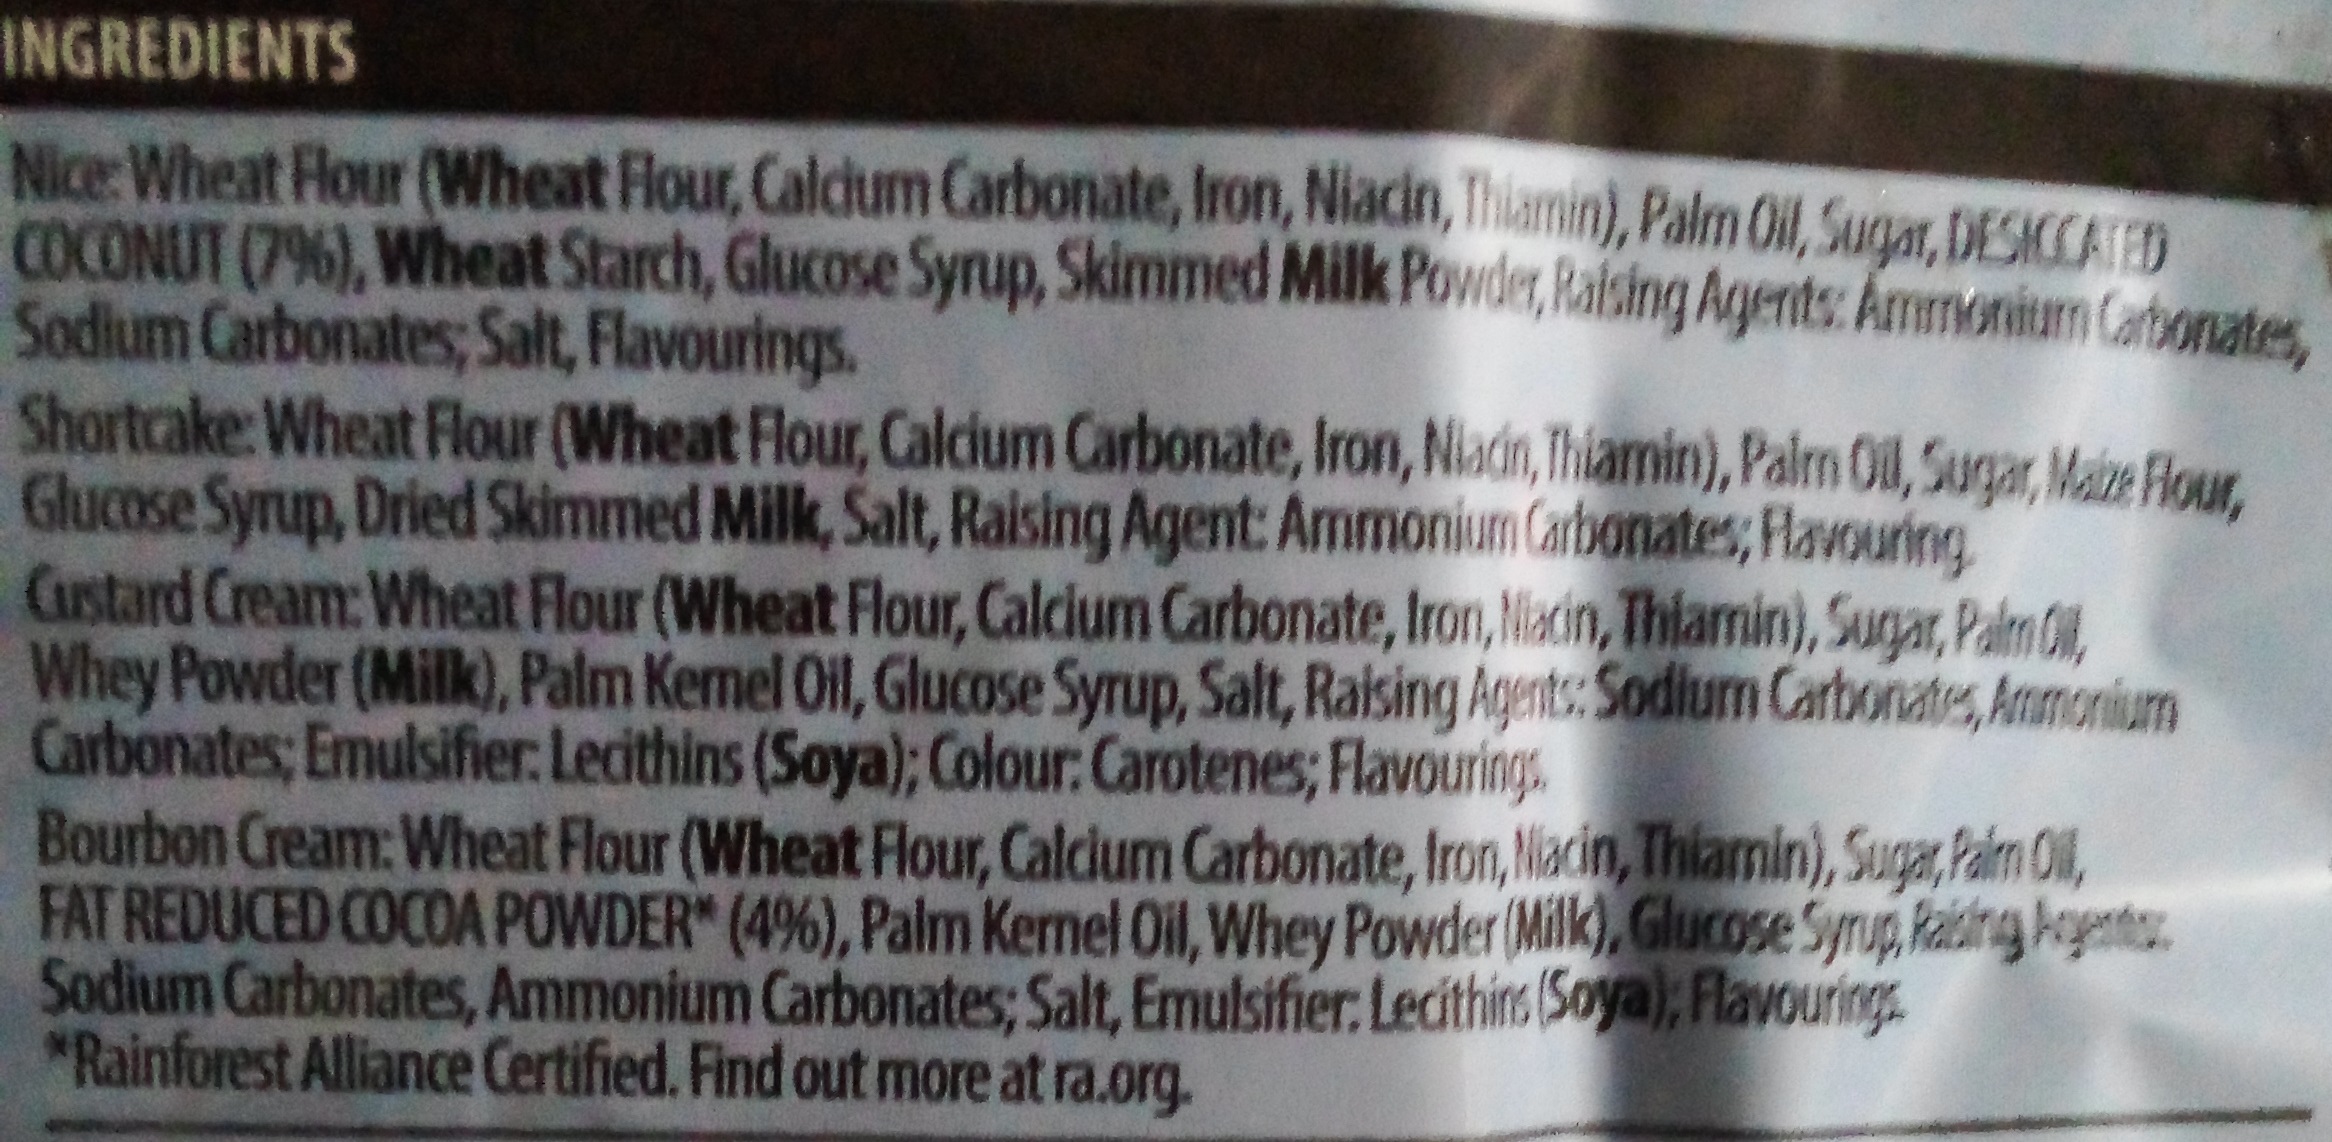 INGREDIENTS
Nice: Wheat Flour (Wheat Flour, Calcium Carbonate, Iron, Niacin, Thiamin), Palm Oil, Sugar, DESICCATED
COCONUT (7%), Wheat Starch, Glucose Syrup, Skimmed Milk Powder, Raising Agents: Ammonium Carbonates,
Sodium Carbonates; Salt, Flavourings.
Shortcake: Wheat Flour (Wheat Flour, Calcium Carbonate, Iron, Niacin, Thiamin), Palm Oil, Sugar, Maize Flour,
Glucose Syrup, Dried Skimmed Milk, Salt, Raising Agent: Ammonium Carbonates; Flavouring.
Custard Cream: Wheat Flour (Wheat Flour, Calcium Carbonate, Iron, Niacin, Thiamin), Sugar, Palm Oil,
Whey Powder (Milk), Palm Kernel Oil, Glucose Syrup, Salt, Raising Agents: Sodium Carbonates, Ammonium
Carbonates; Emulsifier: Lecithins (Soya); Colour: Carotenes; Flavourings.
Bourbon Cream: Wheat Flour (Wheat Flour, Calcium Carbonate, Iron, Niacin, Thiamin), Sugar, Palm Oil,
FAT REDUCED COCOA POWDER* (4%), Palm Kernel Oil, Whey Powder (Milk), Glucose Syrup, Raising Agents:
Sodium Carbonates, Ammonium Carbonates; Salt, Emulsifier: Lecithins (Soya); Flavourings.
*Rainforest Alliance Certified. Find out more at ra.org.